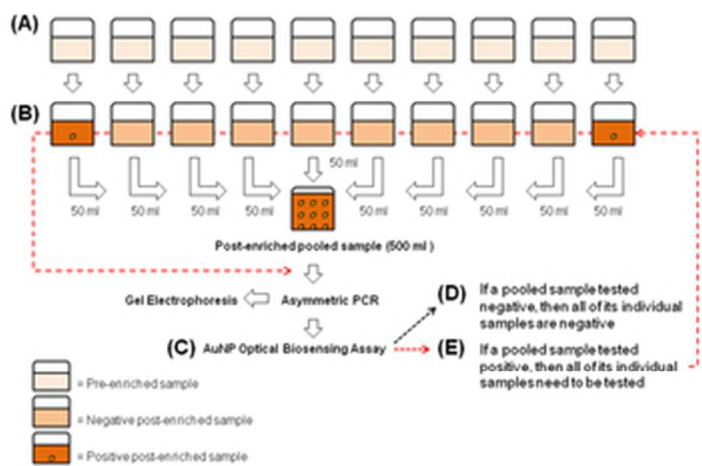 (A)
(B)
50 ml
50 ml 50 ml 50 ml 50 ml 50 ml 50 ml 50 ml 50 ml 50 ml
Post-enriched pooled sample (500 ml )
Gel Electrophoresis Asymmetric PCR
(C) AuNP Optical Biosensing Assay
(D) If a pooled sample tested
negative, then all of its individual
samples are negative
(E) If a pooled sample tested
positive, then all of its individual
samples need to be tested
= Pre-enriched sample
= Negative post-enriched sample
= Positive post-enriched sample